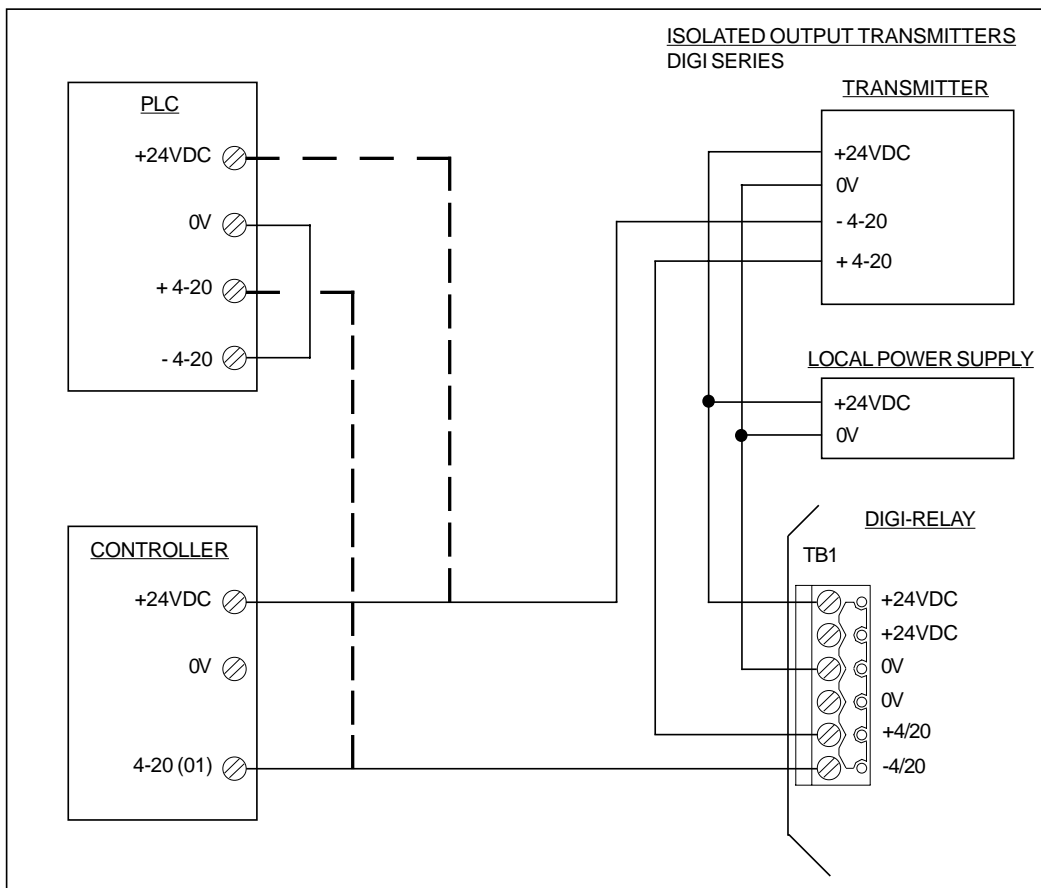 ISOLATED OUTPUT TRANSMITTERS
DIGI SERIES
PLC
+24VDC
0V
+ 4-20
- 4-20
TRANSMITTER
+24VDC
0V
- 4-20
+ 4-20
LOCAL POWER SUPPLY
+24VDC
0V
CONTROLLER
+24VDC
0V
4-20 (01)
DIGI-RELAY
TB1
+24VDC
+24VDC
0V
0V
+4/20
-4/20